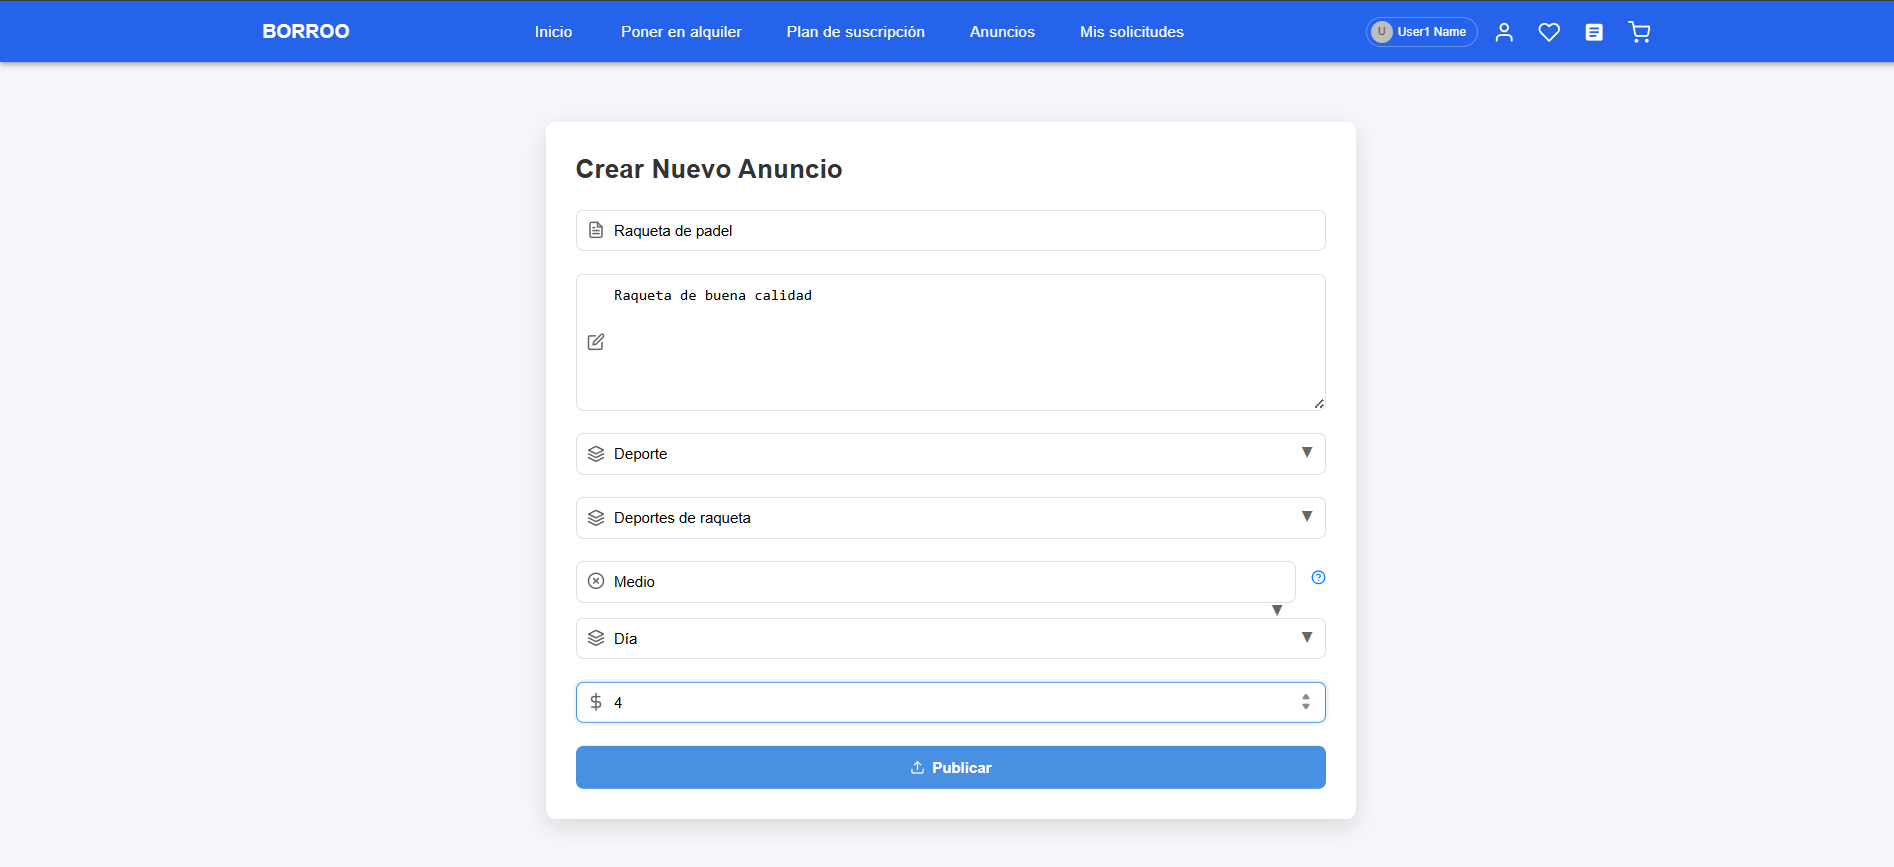 BORROO
Inicio
Poner en alquiler
Plan de suscripción
Anuncios
Mis solicitudes
U
User1 Name
Crear Nuevo Anuncio
Raqueta de padel
Raqueta de buena calidad
Deporte
Deportes de raqueta
Medio
Día
4
Publicar